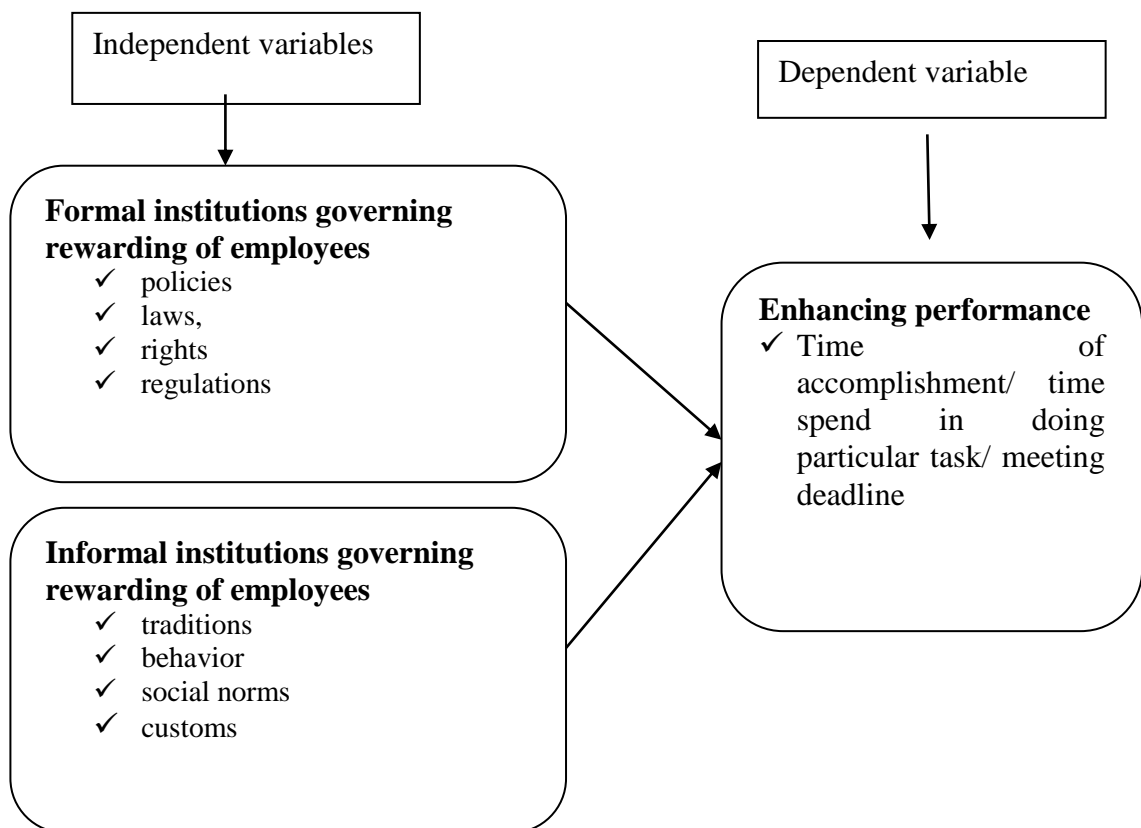 Independent variables
Dependent variable
Formal institutions governing
rewarding of employees
✓ policies
✓ laws,
✓ rights
✓ regulations
Enhancing performance
✓ Time of
accomplishment/ time
spend in doing
particular task/ meeting
deadline
Informal institutions governing
rewarding of employees
✓ traditions
✓ behavior
✓ social norms
✓ customs